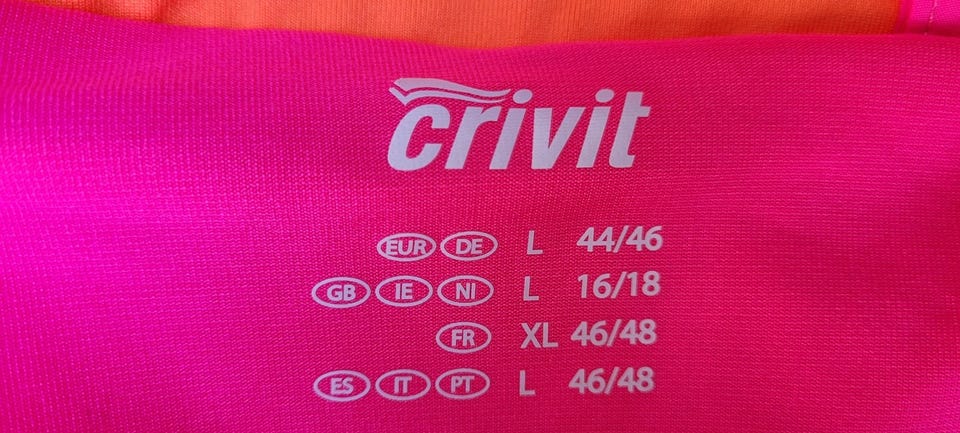 crivit
EUR DE L 44/46
GB IE NI L 16/18
FR XL 46/48
ES IT PT L 46/48